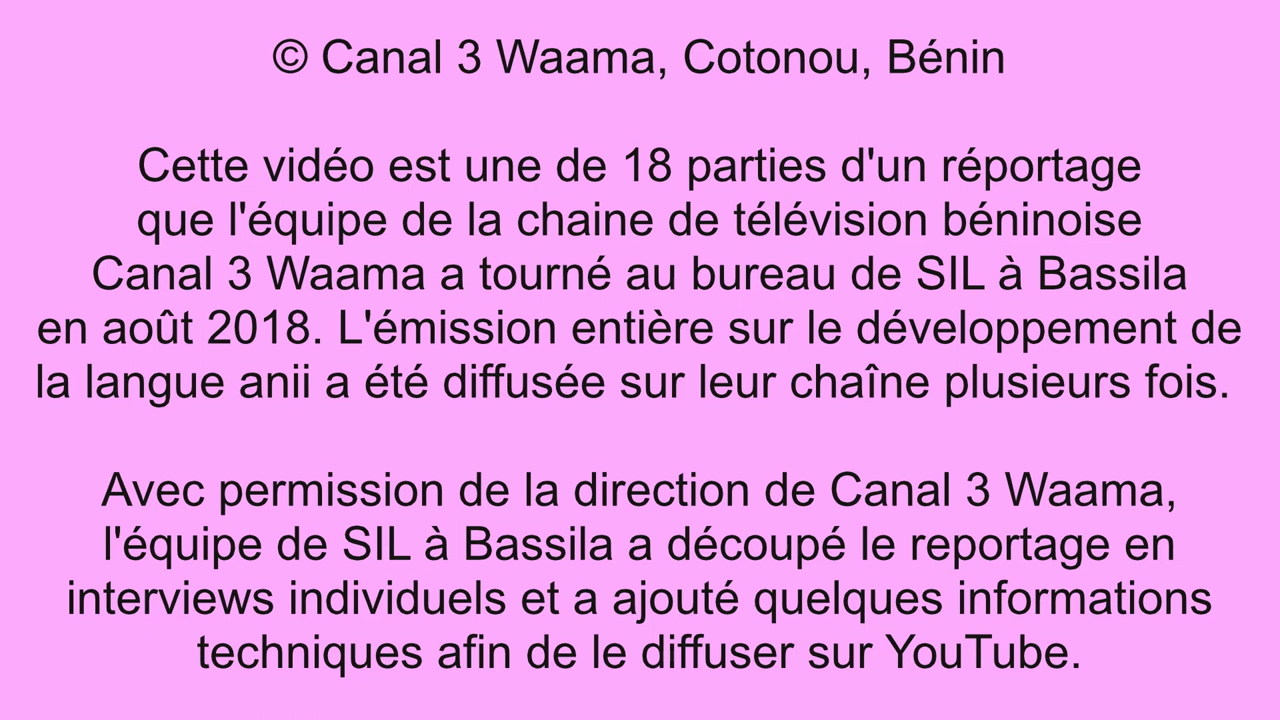 © Canal 3 Waama, Cotonou, Bénin
Cette vidéo est une de 18 parties d'un réportage
que l'équipe de la chaine de télévision béninoise
Canal 3 Waama a tourné au bureau de SIL à Bassila
en août 2018. L'émission entière sur le développement de
la langue anii a été diffusée sur leur chaîne plusieurs fois.
Avec permission de la direction de Canal 3 Waama,
l'équipe de SIL à Bassila a découpé le reportage en
interviews individuels et a ajouté quelques informations
techniques afin de le diffuser sur YouTube.